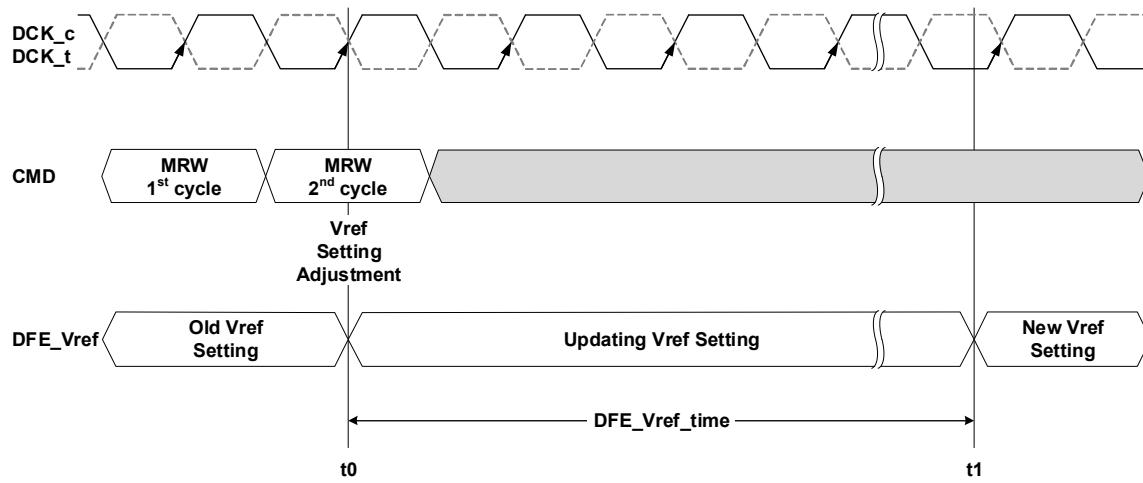 DCK_c
DCK_t
CMD
MRW
1st cycle
MRW
2nd cycle
Vref
Setting
Adjustment
DFE_Vref
Old Vref
Setting
Updating Vref Setting
New Vref
Setting
DFE_Vref_time
t0
t1